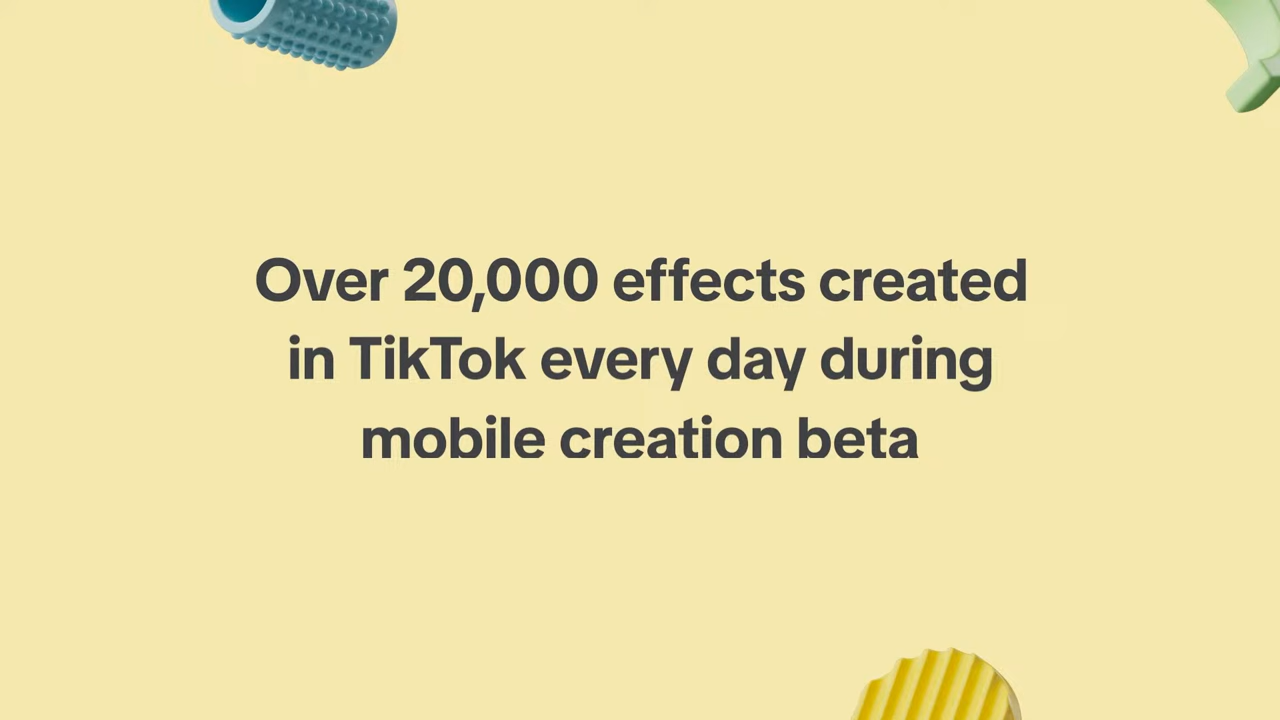 Over 20,000 effects created
in TikTok every day during
mobile creation beta